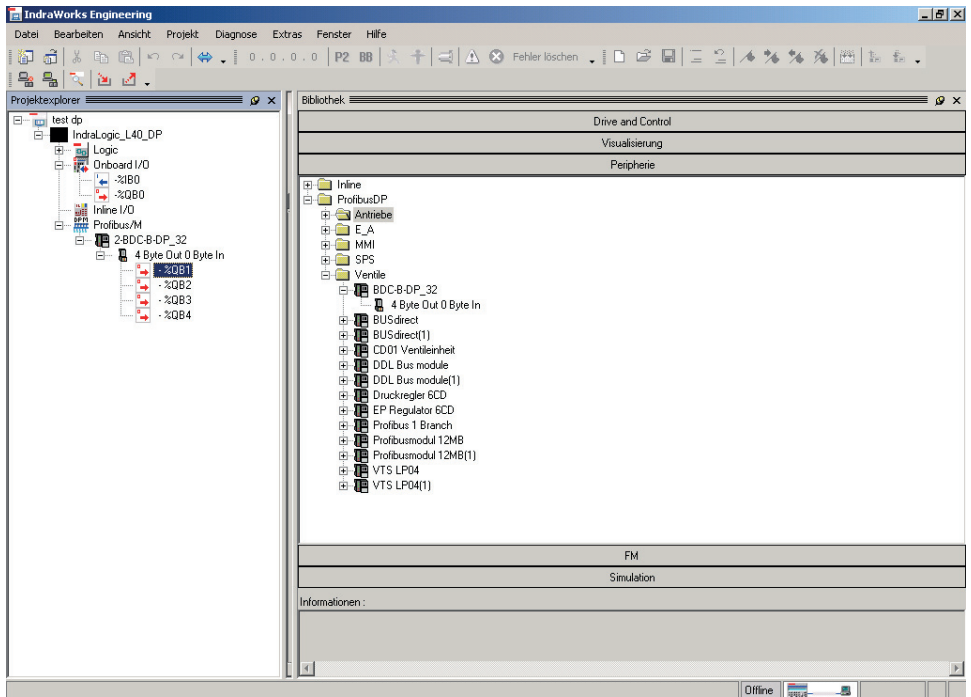 IndraWorks Engineering
Datei Bearbeiten Ansicht Projekt Diagnose Extras Fenster Hilfe
0 . 0 . 0 . 0 P2 BB Fehler löschen
Projektexplorer
test dp
IndraLogic_L40_DP
Logic
Onboard I/O
-%IB0
-%QB0
Inline I/O
DPM
Profibus/M
2-BDC-B-DP_32
4 Byte Out 0 Byte In
- %QB1
- %QB2
- %QB3
- %QB4
Bibliothek
Drive and Control
Visualisierung
Peripherie
Inline
ProfibusDP
Antriebe
E_A
MMI
SPS
Ventile
BDC-B-DP_32
4 Byte Out 0 Byte In
BUSdirect
BUSdirect(1)
CD01 Ventileinheit
DDL Bus module
DDL Bus module(1)
Druckregler 6CD
EP Regulator 6CD
Profibus 1 Branch
Profibusmodul 12MB
Profibusmodul 12MB(1)
VTS LP04
VTS LP04(1)
FM
Simulation
Informationen :
Offline